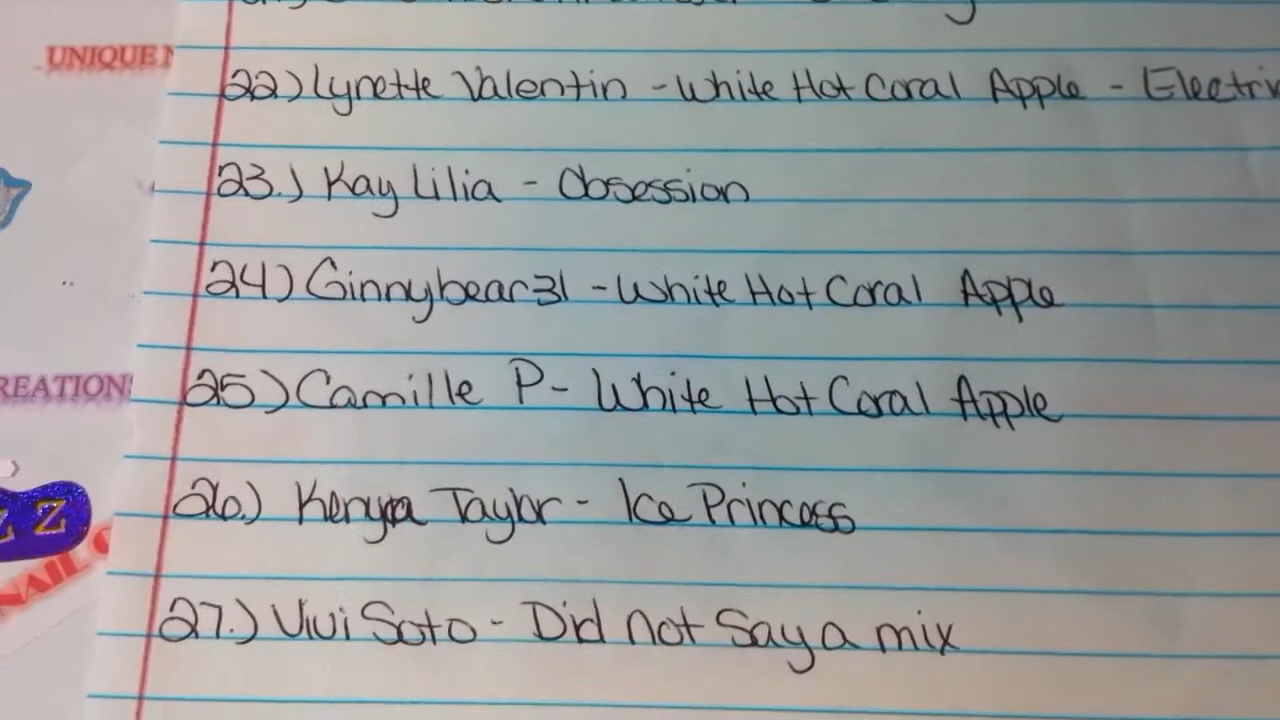 UNIQUE
22) Lynette Valentin - White Hot Coral Apple - Electri
23.) Kay Lilia - Obsession
24) Ginnybear31 - White Hot Coral Apple
REATION
25) Camille P - White Hot Coral Apple
26.) Kenya Taylor - Ice Princess
Z
NAIL
27.) Vivi Soto - Did not Say a mix